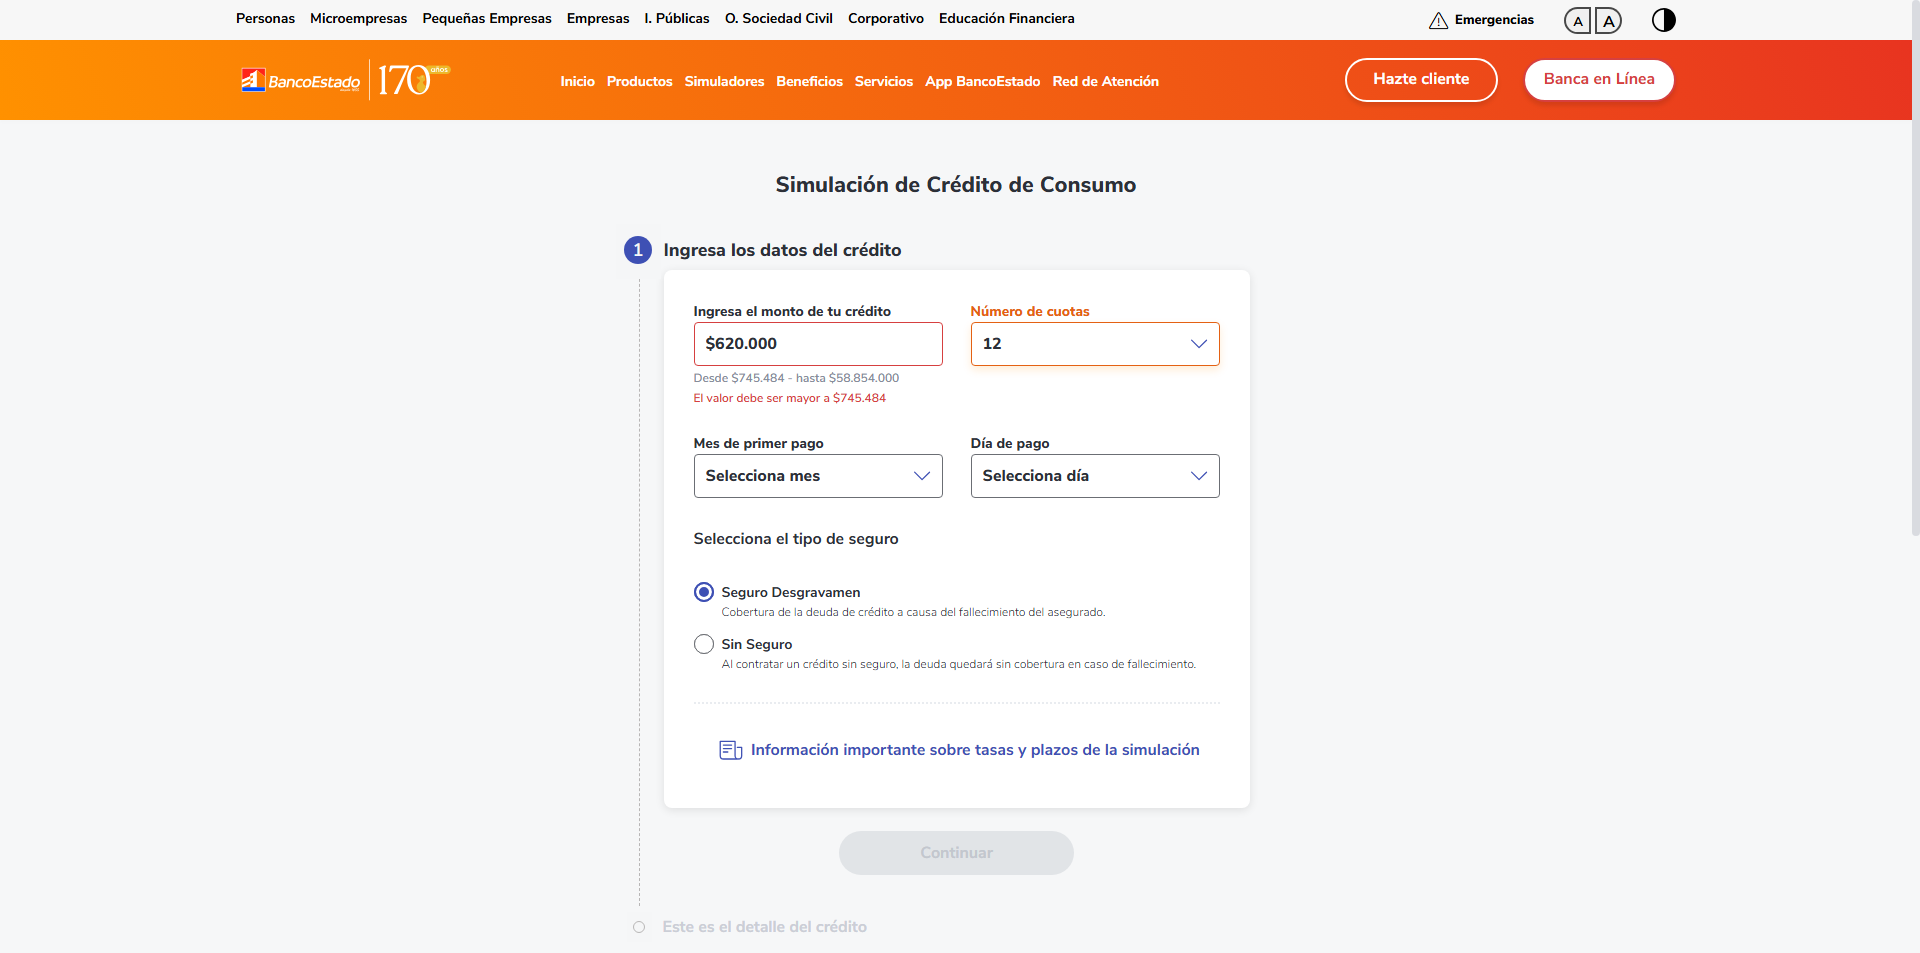 Personas Microempresas Pequeñas Empresas Empresas I. Públicas O. Sociedad Civil Corporativo Educación Financiera Emergencias A A
BancoEstado 170 años Inicio Productos Simuladores Beneficios Servicios App BancoEstado Red de Atención Hazte cliente Banca en Línea
Simulación de Crédito de Consumo
1 Ingresa los datos del crédito
Ingresa el monto de tu crédito Número de cuotas
$620.000 12
Desde $745.484 - hasta $58.854.000
El valor debe ser mayor a $745.484
Mes de primer pago Día de pago
Selecciona mes Selecciona día
Selecciona el tipo de seguro
Seguro Desgravamen
Cobertura de la deuda de crédito a causa del fallecimiento del asegurado.
Sin Seguro
Al contratar un crédito sin seguro, la deuda quedará sin cobertura en caso de fallecimiento.
Información importante sobre tasas y plazos de la simulación
Continuar
Este es el detalle del crédito